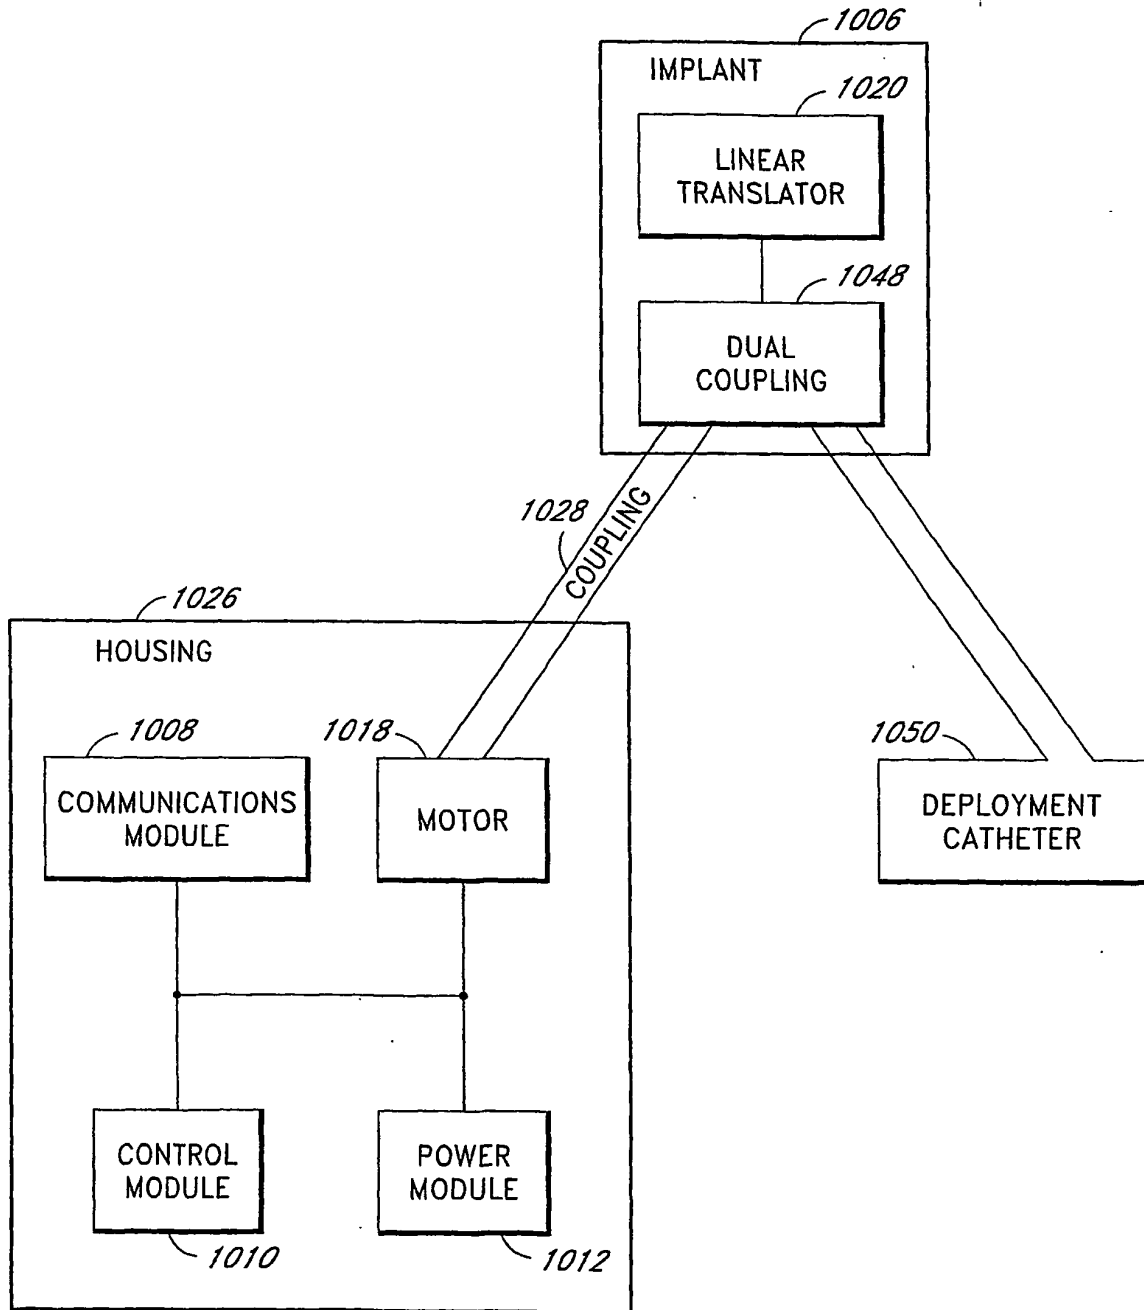 1006
IMPLANT
1020
LINEAR
TRANSLATOR
1048
DUAL
COUPLING
1028
COUPLING
1026
HOUSING
1008
1018
1050
COMMUNICATIONS
MODULE
MOTOR
DEPLOYMENT
CATHETER
CONTROL
MODULE
POWER
MODULE
1010
1012